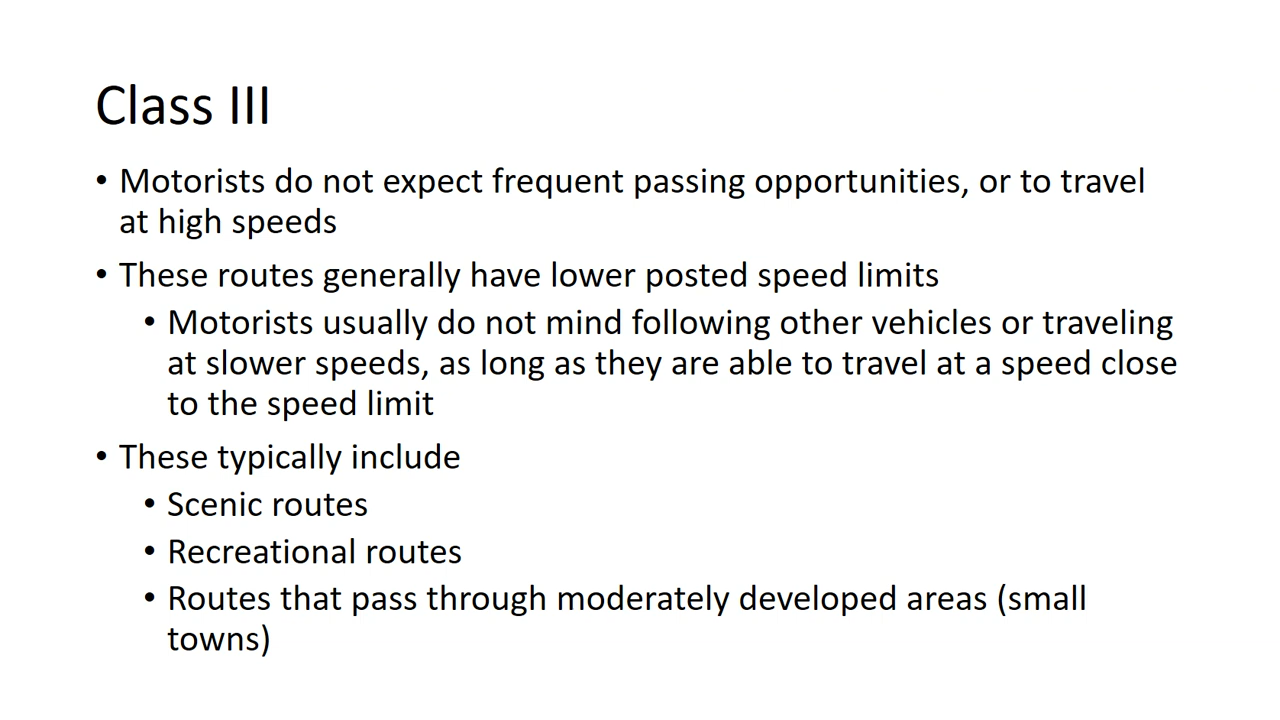 Class III
• Motorists do not expect frequent passing opportunities, or to travel
at high speeds
• These routes generally have lower posted speed limits
• Motorists usually do not mind following other vehicles or traveling
at slower speeds, as long as they are able to travel at a speed close
to the speed limit
• These typically include
• Scenic routes
• Recreational routes
• Routes that pass through moderately developed areas (small
towns)